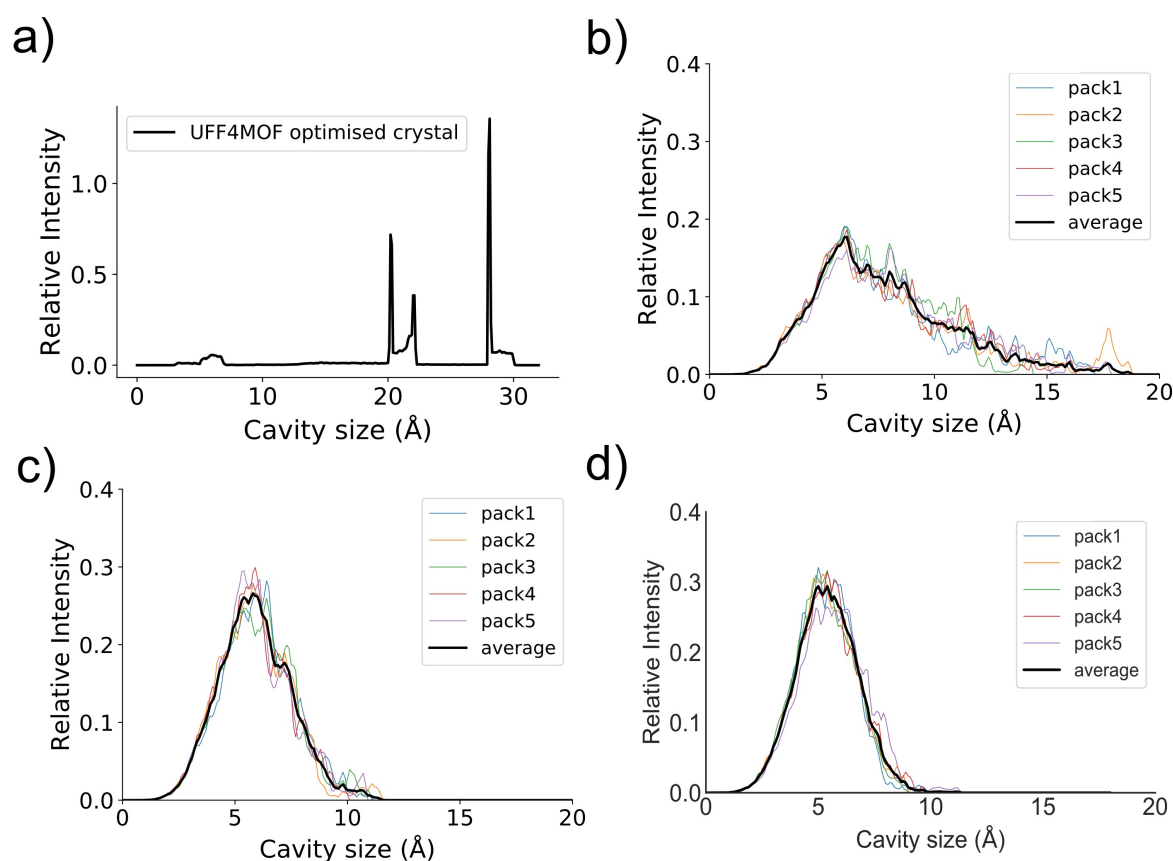 a)
UFF4MOF optimised crystal
Relative Intensity
1.0
0.5
0.0
0 10 20 30
Cavity size (Å)
b)
0.4
0.3
0.2
0.1
0.0
Relative Intensity
pack1
pack2
pack3
pack4
pack5
average
0 5 10 15 20
Cavity size (Å)
c)
0.4
0.3
0.2
0.1
0.0
Relative Intensity
pack1
pack2
pack3
pack4
pack5
average
0 5 10 15 20
Cavity size (Å)
d)
0.4
0.3
0.2
0.1
0.0
Relative Intensity
pack1
pack2
pack3
pack4
pack5
average
0 5 10 15 20
Cavity size (Å)